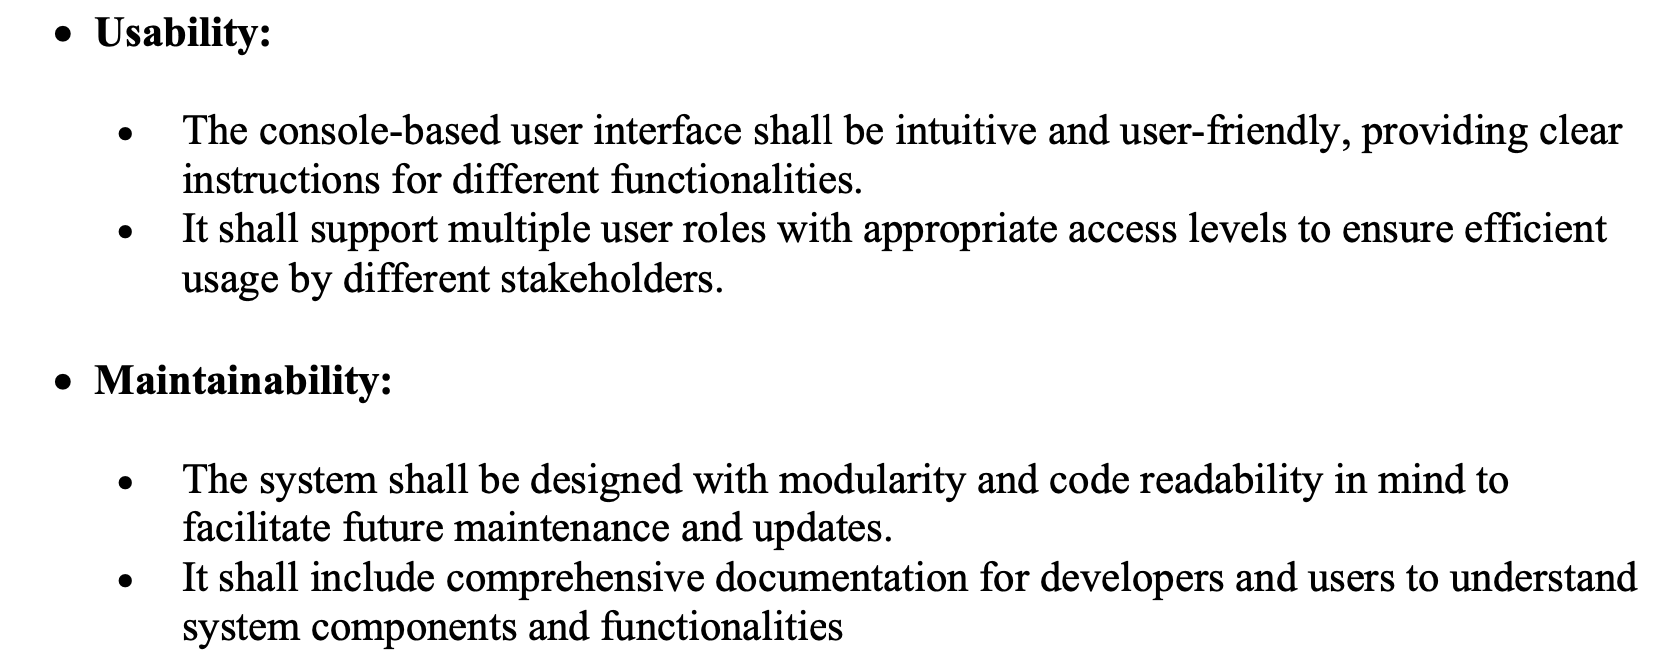 • Usability:
• The console-based user interface shall be intuitive and user-friendly, providing clear
instructions for different functionalities.
• It shall support multiple user roles with appropriate access levels to ensure efficient
usage by different stakeholders.
• Maintainability:
• The system shall be designed with modularity and code readability in mind to
facilitate future maintenance and updates.
• It shall include comprehensive documentation for developers and users to understand
system components and functionalities